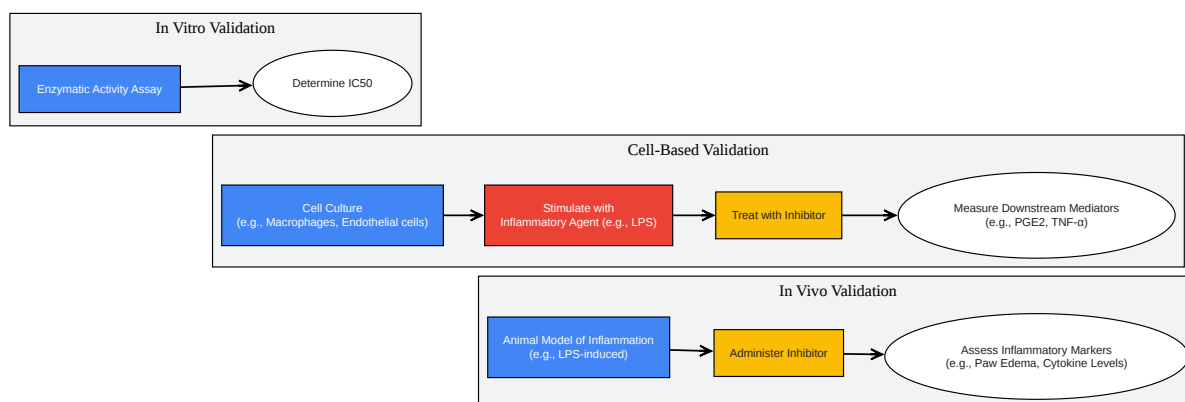 In Vitro Validation
Enzymatic Activity Assay
Determine IC50
Cell-Based Validation
Cell Culture
(e.g., Macrophages, Endothelial cells)
Stimulate with
Inflammatory Agent (e.g., LPS)
Treat with Inhibitor
Measure Downstream Mediators
(e.g., PGE2, TNF-α)
In Vivo Validation
Animal Model of Inflammation
(e.g., LPS-induced)
Administer Inhibitor
Assess Inflammatory Markers
(e.g., Paw Edema, Cytokine Levels)